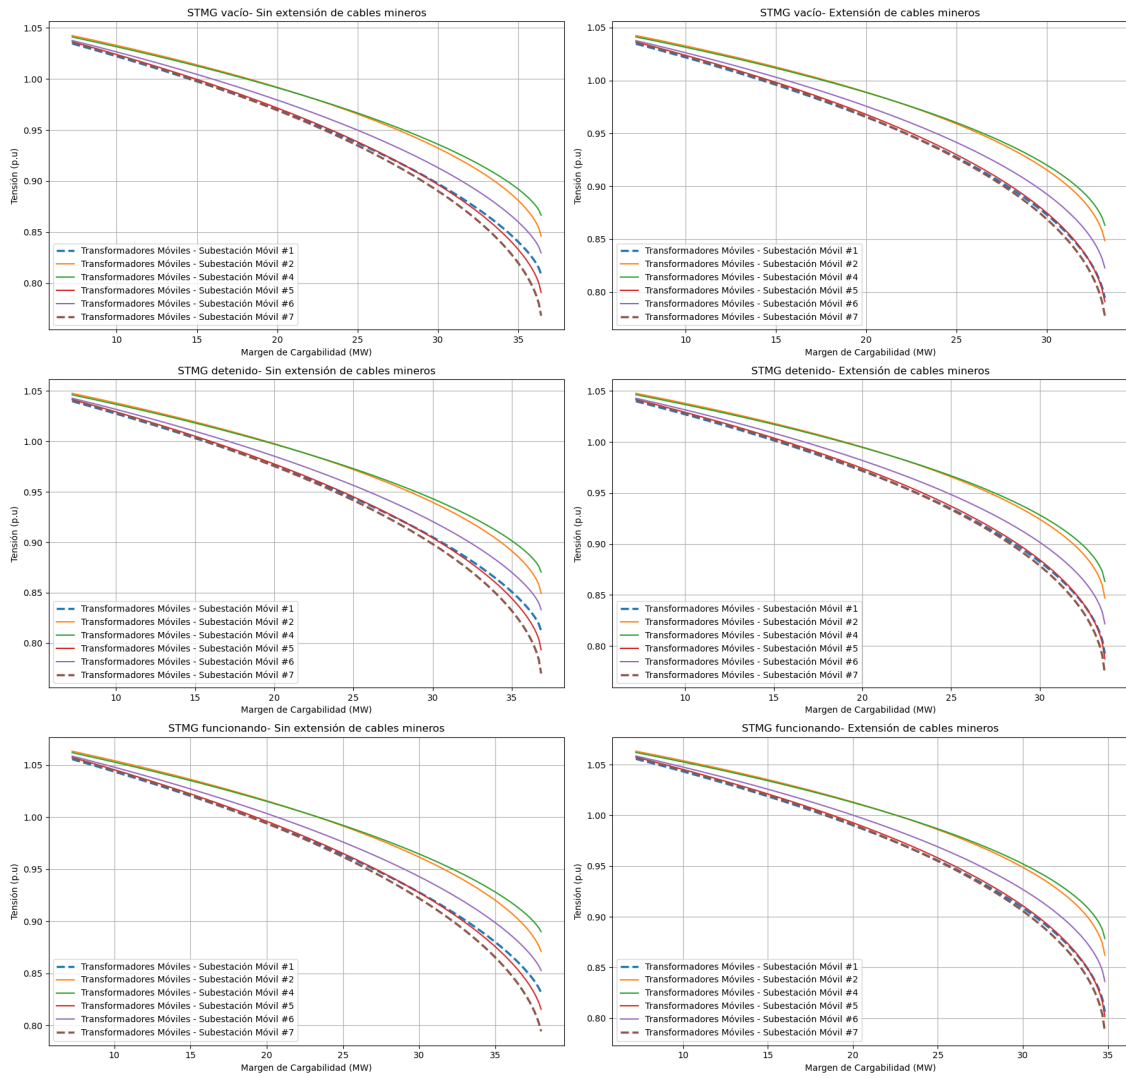 STMG vacío- Sin extensión de cables mineros
1.05
1.00
0.95
0.90
0.85
0.80
Tensión (p.u)
Transformadores Móviles - Subestación Móvil #1
Transformadores Móviles - Subestación Móvil #2
Transformadores Móviles - Subestación Móvil #4
Transformadores Móviles - Subestación Móvil #5
Transformadores Móviles - Subestación Móvil #6
Transformadores Móviles - Subestación Móvil #7
10 15 20 25 30 35
Margen de Cargabilidad (MW)
STMG vacío- Extensión de cables mineros
1.05
1.00
0.95
0.90
0.85
0.80
Tensión (p.u)
Transformadores Móviles - Subestación Móvil #1
Transformadores Móviles - Subestación Móvil #2
Transformadores Móviles - Subestación Móvil #4
Transformadores Móviles - Subestación Móvil #5
Transformadores Móviles - Subestación Móvil #6
Transformadores Móviles - Subestación Móvil #7
10 15 20 25 30
Margen de Cargabilidad (MW)
STMG detenido- Sin extensión de cables mineros
1.05
1.00
0.95
0.90
0.85
0.80
Tensión (p.u)
Transformadores Móviles - Subestación Móvil #1
Transformadores Móviles - Subestación Móvil #2
Transformadores Móviles - Subestación Móvil #4
Transformadores Móviles - Subestación Móvil #5
Transformadores Móviles - Subestación Móvil #6
Transformadores Móviles - Subestación Móvil #7
10 15 20 25 30 35
Margen de Cargabilidad (MW)
STMG detenido- Extensión de cables mineros
1.05
1.00
0.95
0.90
0.85
0.80
Tensión (p.u)
Transformadores Móviles - Subestación Móvil #1
Transformadores Móviles - Subestación Móvil #2
Transformadores Móviles - Subestación Móvil #4
Transformadores Móviles - Subestación Móvil #5
Transformadores Móviles - Subestación Móvil #6
Transformadores Móviles - Subestación Móvil #7
10 15 20 25 30
Margen de Cargabilidad (MW)
STMG funcionando- Sin extensión de cables mineros
1.05
1.00
0.95
0.90
0.85
0.80
Tensión (p.u)
Transformadores Móviles - Subestación Móvil #1
Transformadores Móviles - Subestación Móvil #2
Transformadores Móviles - Subestación Móvil #4
Transformadores Móviles - Subestación Móvil #5
Transformadores Móviles - Subestación Móvil #6
Transformadores Móviles - Subestación Móvil #7
10 15 20 25 30 35
Margen de Cargabilidad (MW)
STMG funcionando- Extensión de cables mineros
1.05
1.00
0.95
0.90
0.85
0.80
Tensión (p.u)
Transformadores Móviles - Subestación Móvil #1
Transformadores Móviles - Subestación Móvil #2
Transformadores Móviles - Subestación Móvil #4
Transformadores Móviles - Subestación Móvil #5
Transformadores Móviles - Subestación Móvil #6
Transformadores Móviles - Subestación Móvil #7
10 15 20 25 30 35
Margen de Cargabilidad (MW)